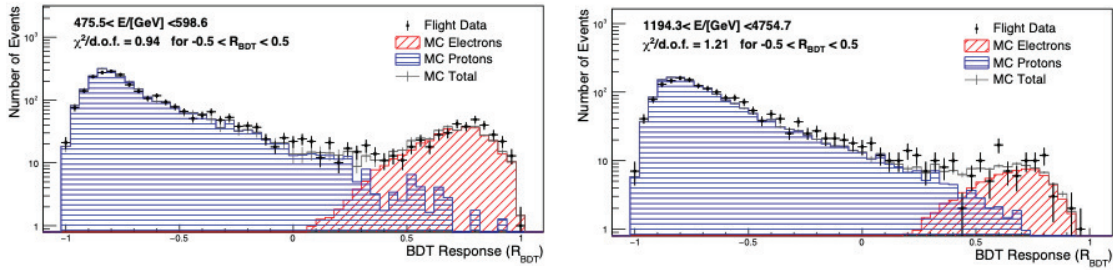 475.5< E/[GeV] <598.6
χ²/d.o.f. = 0.94 for -0.5 < R_BDT < 0.5
Flight Data
MC Electrons
MC Protons
MC Total
Number of Events
10³
10²
10
1
-1 -0.5 0 0.5 1
BDT Response (R_BDT)
1194.3< E/[GeV] <4754.7
χ²/d.o.f. = 1.21 for -0.5 < R_BDT < 0.5
Flight Data
MC Electrons
MC Protons
MC Total
Number of Events
10³
10²
10
1
-1 -0.5 0 0.5 1
BDT Response (R_BDT)